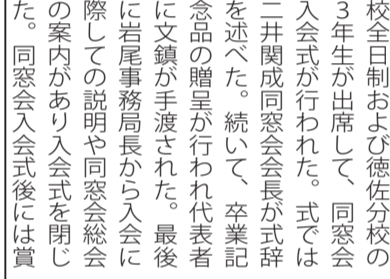 校全日制および徳佐分校の
３年生が出席して、同窓会
入会式が行われた。式では
二井関成同窓会会長が式辞
を述べた。続いて、卒業記
念品の贈呈が行われ代表者
に文鎮が手渡された。最後
に岩尾事務局長から入会に
際しての説明や同窓会総会
の案内があり入会式を閉じ
た。同窓会入会式後には賞